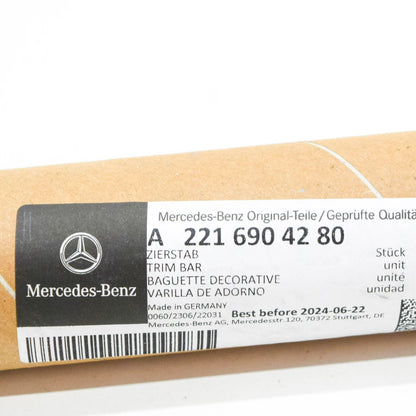 Mercedes-Benz Original-Teile/Geprüfte Qualitä
A 221 690 42 80
ZIERSTAB Stück
TRIM BAR unit
BAGUETTE DECORATIVE unité
VARILLA DE ADORNO unidad
Mercedes-Benz
Made in GERMANY
0060/2306/22031 Best before 2024-06-22
Mercedes-Benz AG, Mercedesstr.120, 70372 Stuttgart, DE